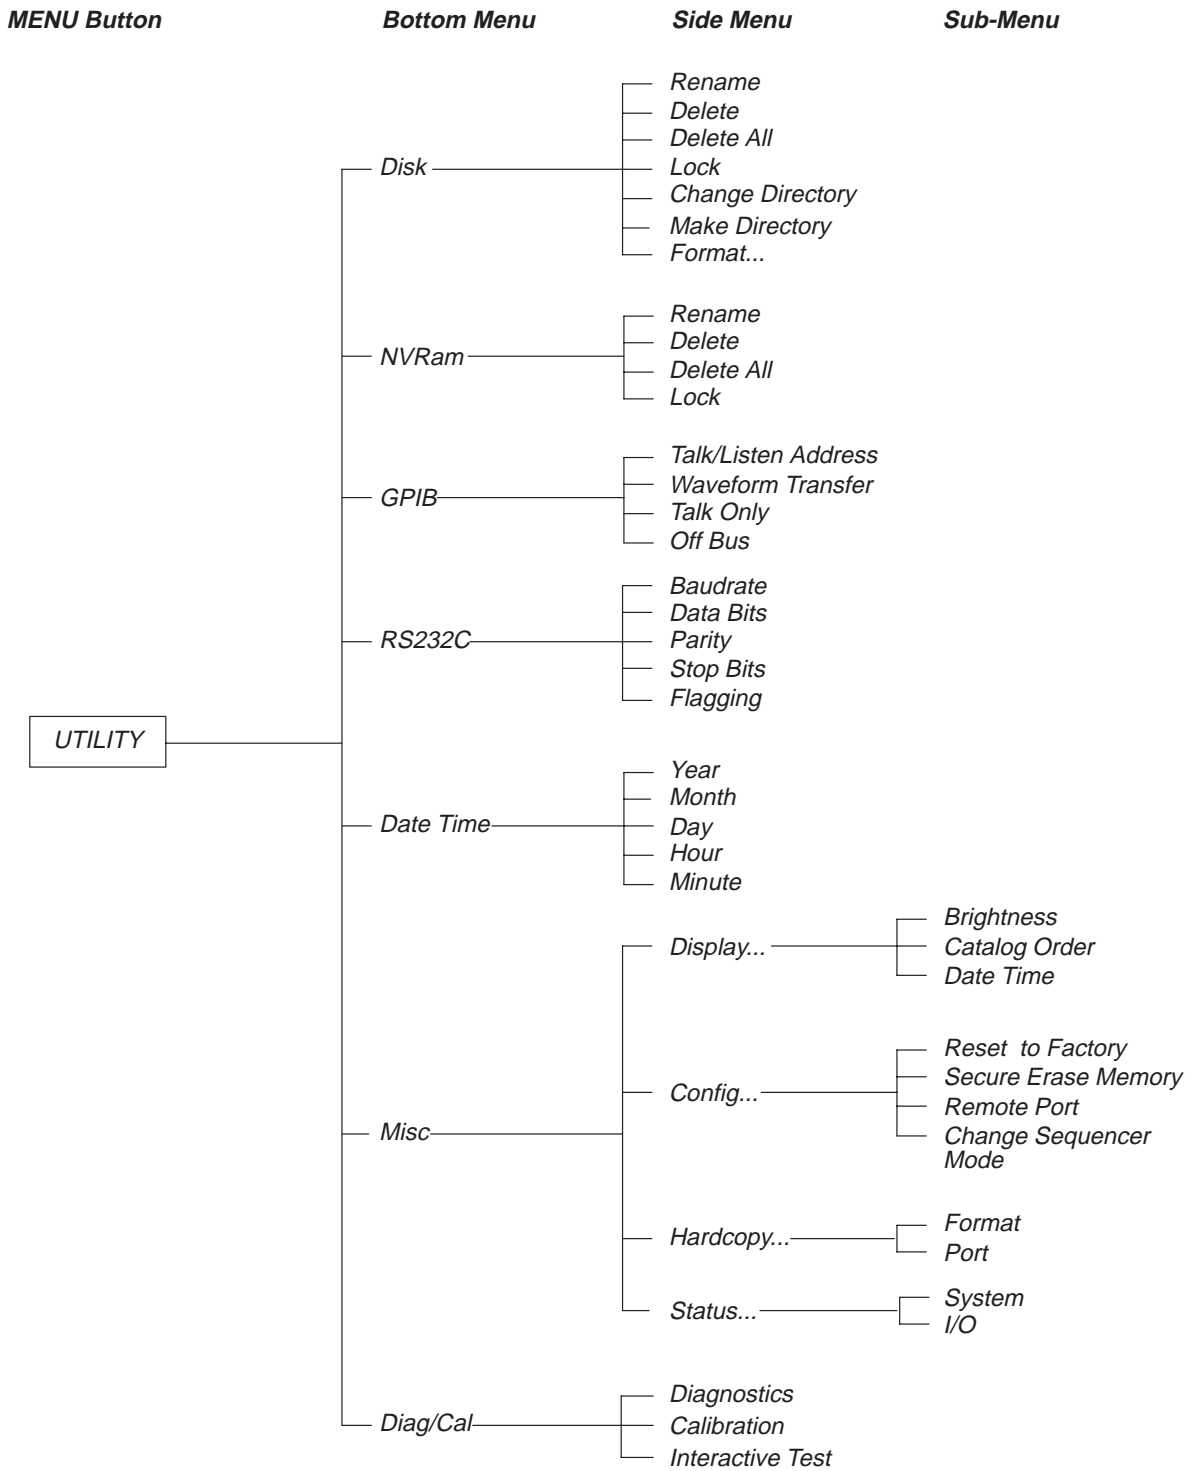 MENU Button
Bottom Menu
Side Menu
Sub-Menu
UTILITY
Disk
Rename
Delete
Delete All
Lock
Change Directory
Make Directory
Format...
NVRam
Rename
Delete
Delete All
Lock
GPIB
Talk/Listen Address
Waveform Transfer
Talk Only
Off Bus
RS232C
Baudrate
Data Bits
Parity
Stop Bits
Flagging
Date Time
Year
Month
Day
Hour
Minute
Misc
Display...
Brightness
Catalog Order
Date Time
Config...
Reset to Factory
Secure Erase Memory
Remote Port
Change Sequencer
Mode
Hardcopy...
Format
Port
Status...
System
I/O
Diag/Cal
Diagnostics
Calibration
Interactive Test